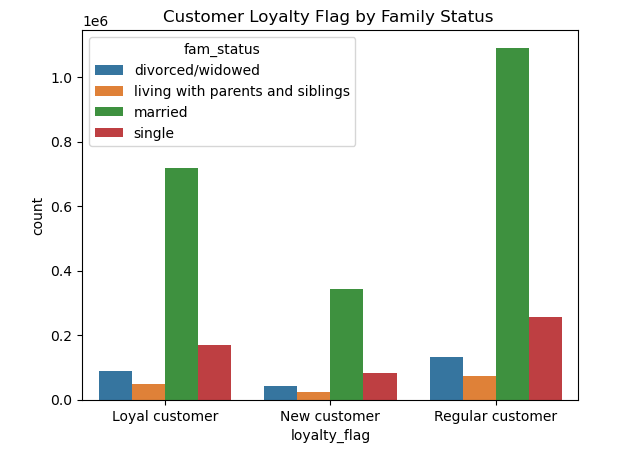 Customer Loyalty Flag by Family Status
1e6
fam_status
divorced/widowed
living with parents and siblings
married
single
1.0
0.8
0.6
0.4
0.2
0.0
count
Loyal customer
New customer
Regular customer
loyalty_flag